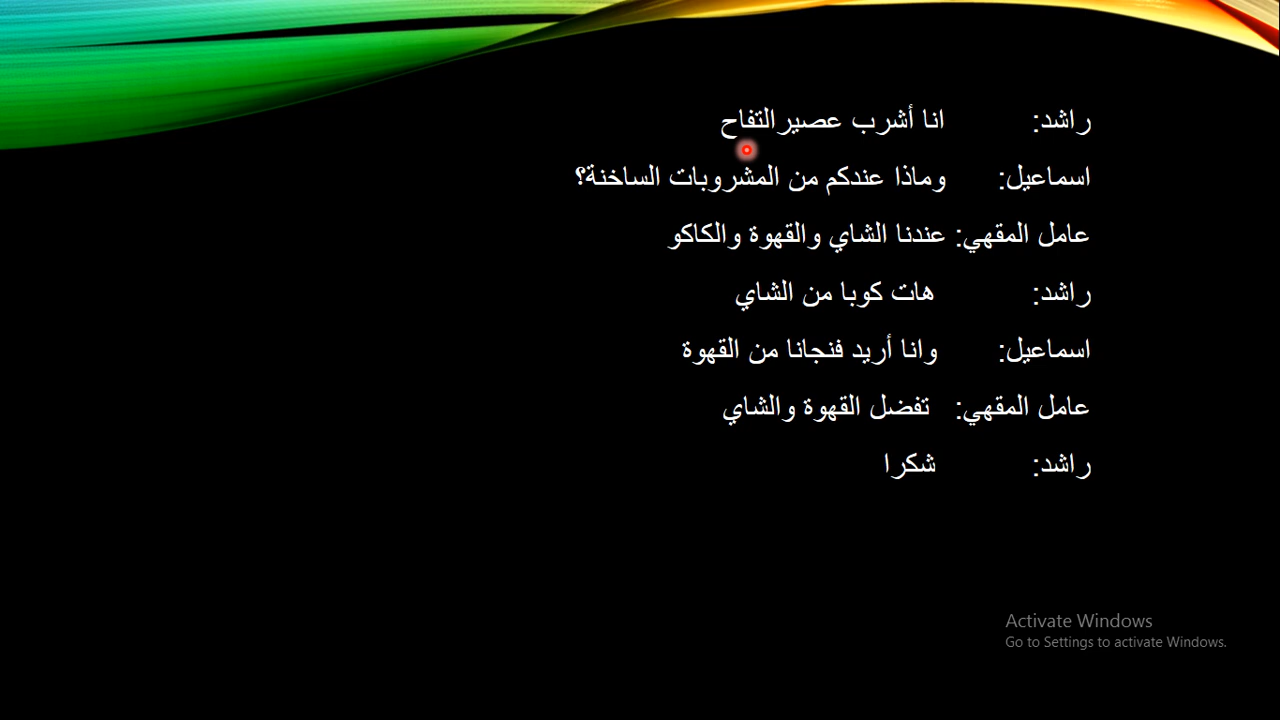 راشد: انا أشرب عصيرالتفاح
اسماعيل: وماذا عندكم من المشروبات الساخنة؟
عامل المقهي: عندنا الشاي والقهوة والكاكو
راشد: هات كوبا من الشاي
اسماعيل: وانا أريد فنجانا من القهوة
عامل المقهي: تفضل القهوة والشاي
راشد: شكرا
Activate Windows
Go to Settings to activate Windows.